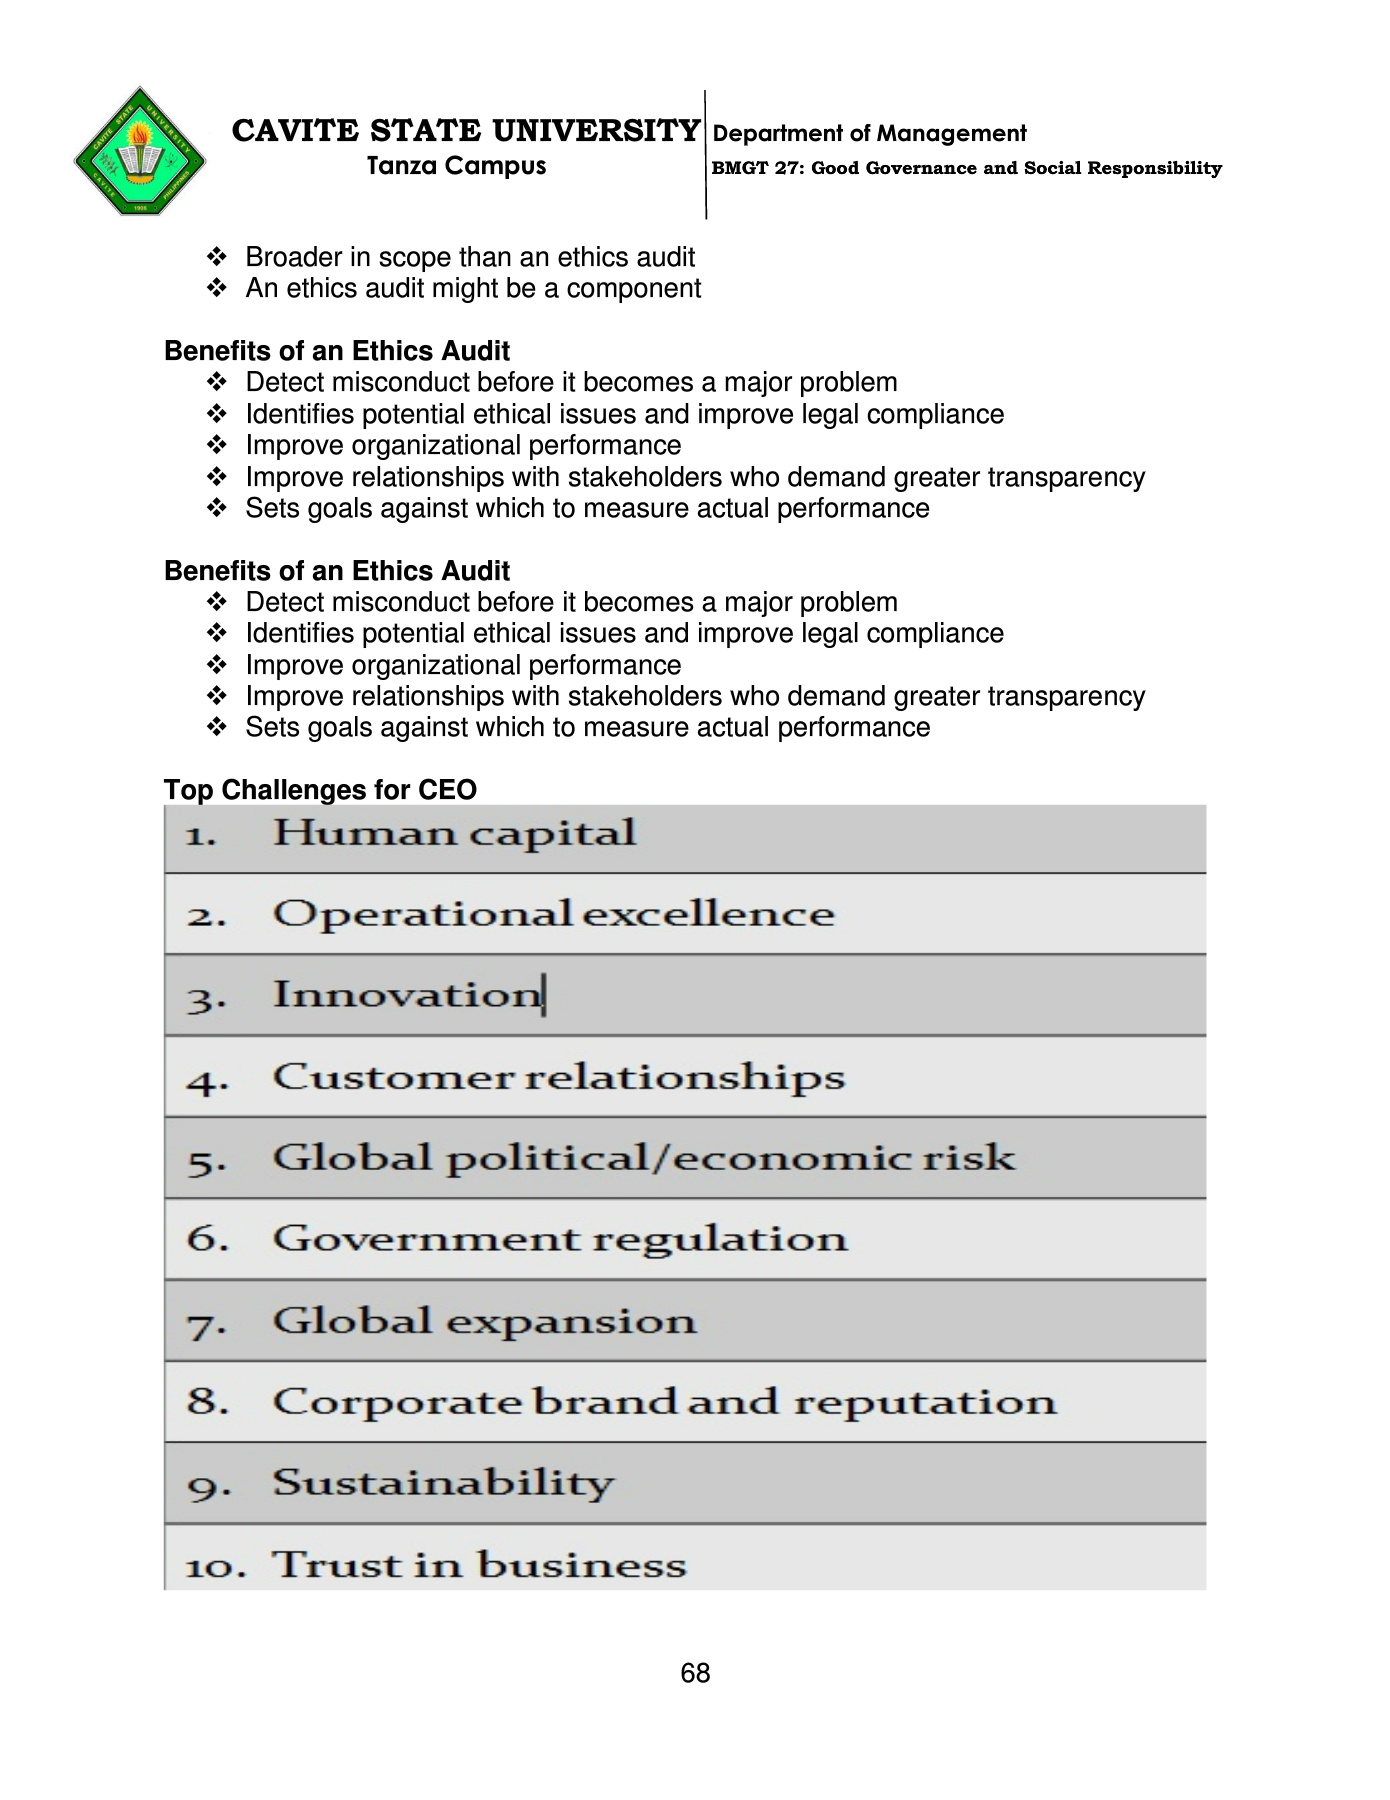 CAVITE STATE UNIVERSITY
Tanza Campus
Department of Management
BMGT 27: Good Governance and Social Responsibility
CAVITE STATE UNIVERSITY
CAVITE
PHILIPPINES
1906
❖ Broader in scope than an ethics audit
❖ An ethics audit might be a component
Benefits of an Ethics Audit
❖ Detect misconduct before it becomes a major problem
❖ Identifies potential ethical issues and improve legal compliance
❖ Improve organizational performance
❖ Improve relationships with stakeholders who demand greater transparency
❖ Sets goals against which to measure actual performance
Benefits of an Ethics Audit
❖ Detect misconduct before it becomes a major problem
❖ Identifies potential ethical issues and improve legal compliance
❖ Improve organizational performance
❖ Improve relationships with stakeholders who demand greater transparency
❖ Sets goals against which to measure actual performance
Top Challenges for CEO
1. Human capital
2. Operational excellence
3. Innovation
4. Customer relationships
5. Global political/economic risk
6. Government regulation
7. Global expansion
8. Corporate brand and reputation
9. Sustainability
10. Trust in business
68